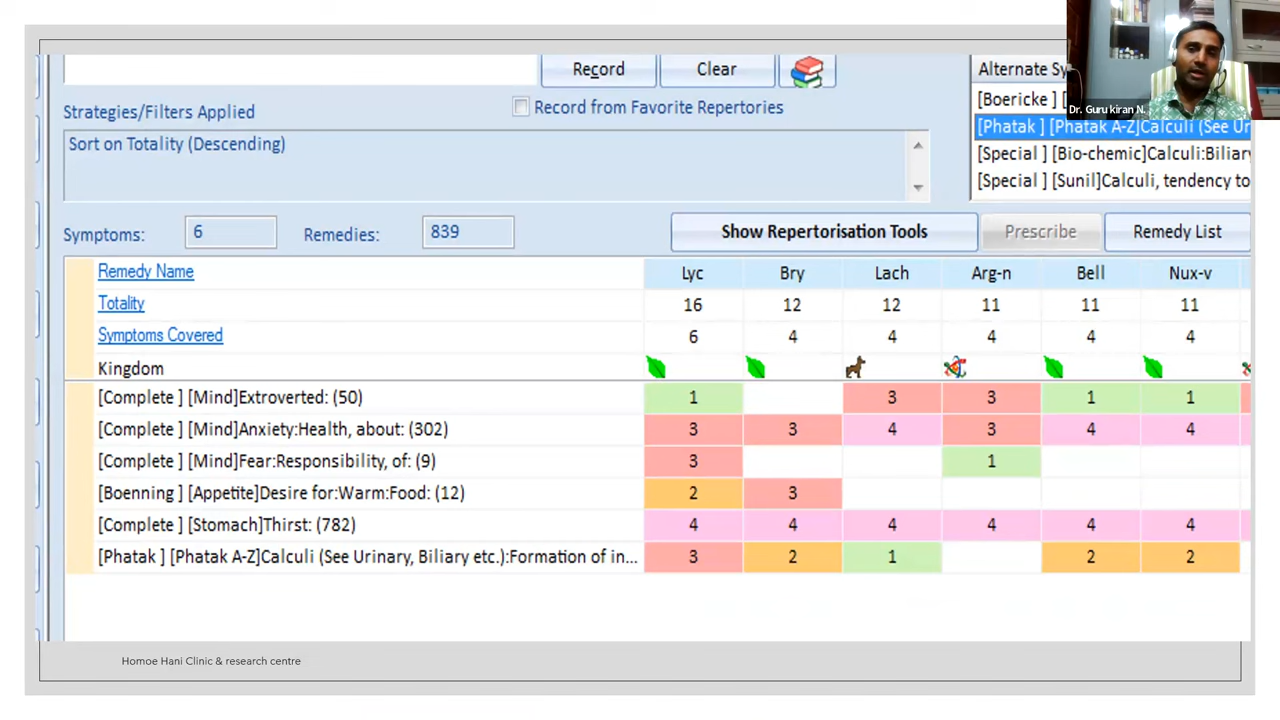 Record
Clear
Alternate Sy
Strategies/Filters Applied
Record from Favorite Repertories
[Boericke ] [
Dr. Guru kiran N.
Sort on Totality (Descending)
[Phatak ] [Phatak A-Z]Calculi (See Ur
[Special ] [Bio-chemic]Calculi:Biliary
[Special ] [Sunil]Calculi, tendency to
Symptoms: 6 Remedies: 839 Show Repertorisation Tools Prescribe Remedy List
Remedy Name Lyc Bry Lach Arg-n Bell Nux-v
Totality 16 12 12 11 11 11
Symptoms Covered 6 4 4 4 4 4
Kingdom
[Complete ] [Mind]Extroverted: (50) 1 3 3 1 1
[Complete ] [Mind]Anxiety:Health, about: (302) 3 3 4 3 4 4
[Complete ] [Mind]Fear:Responsibility, of: (9) 3 1
[Boenning ] [Appetite]Desire for:Warm:Food: (12) 2 3
[Complete ] [Stomach]Thirst: (782) 4 4 4 4 4 4
[Phatak ] [Phatak A-Z]Calculi (See Urinary, Biliary etc.):Formation of in... 3 2 1 2 2
Homoe Hani Clinic & research centre